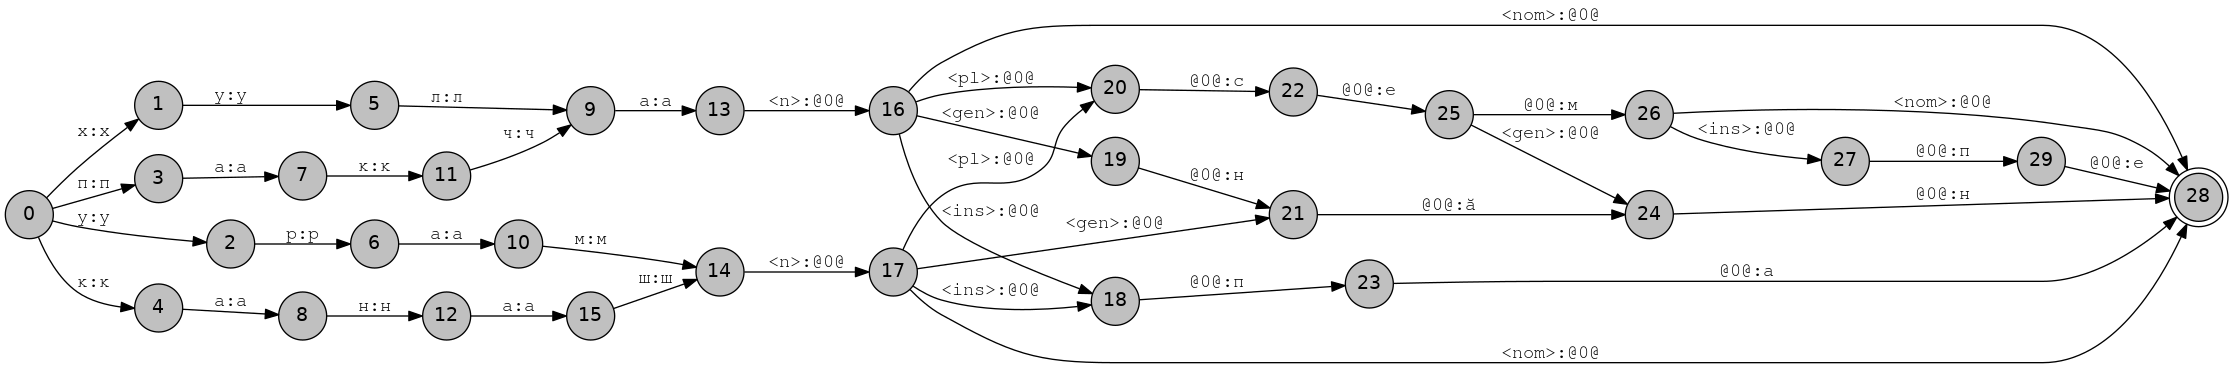 <nom>:@0@
1
y:y
5
л:л
9
a:a
13
<n>:@0@
16
<pl>:@0@
20
@0@:с
22
@0@:е
25
@0@:м
26
<nom>:@0@
x:x
<gen>:@0@
<gen>:@0@
<ins>:@0@
ч:ч
п:п
3
a:a
7
к:к
11
<pl>:@0@
19
@0@:н
27
@0@:п
29
@0@:е
28
0
y:y
2
p:p
6
a:a
10
м:м
<ins>:@0@
<gen>:@0@
21
@0@:ӑ
24
@0@:н
14
<n>:@0@
17
ш:ш
<ins>:@0@
18
@0@:п
23
@0@:а
к:к
4
a:a
8
н:н
12
a:a
15
<nom>:@0@